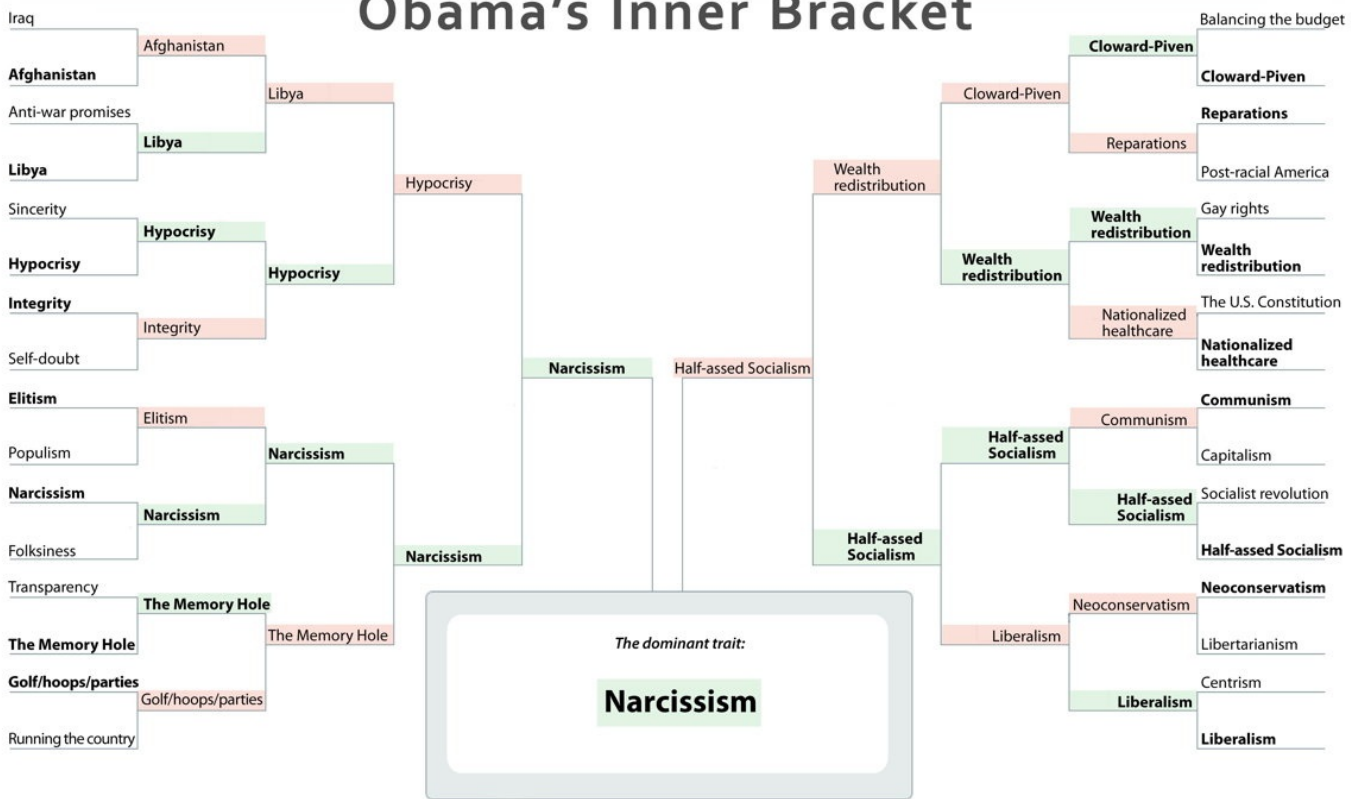 Obama's Inner Bracket
Iraq
Afghanistan
Anti-war promises
Libya
Sincerity
Hypocrisy
Integrity
Self-doubt
Elitism
Populism
Narcissism
Folksiness
Transparency
The Memory Hole
Golf/hoops/parties
Running the country
Afghanistan
Libya
Hypocrisy
Integrity
Elitism
Narcissism
The Memory Hole
Golf/hoops/parties
Libya
Hypocrisy
Narcissism
The Memory Hole
Hypocrisy
Narcissism
Narcissism
Half-assed Socialism
Wealth
redistribution
Half-assed
Socialism
Cloward-Piven
Wealth
redistribution
Half-assed
Socialism
Liberalism
Cloward-Piven
Reparations
Wealth
redistribution
Nationalized
healthcare
Communism
Half-assed
Socialism
Neoconservatism
Liberalism
Balancing the budget
Cloward-Piven
Reparations
Post-racial America
Gay rights
Wealth
redistribution
The U.S. Constitution
Nationalized
healthcare
Communism
Capitalism
Socialist revolution
Half-assed Socialism
Neoconservatism
Libertarianism
Centrism
Liberalism
The dominant trait:
Narcissism